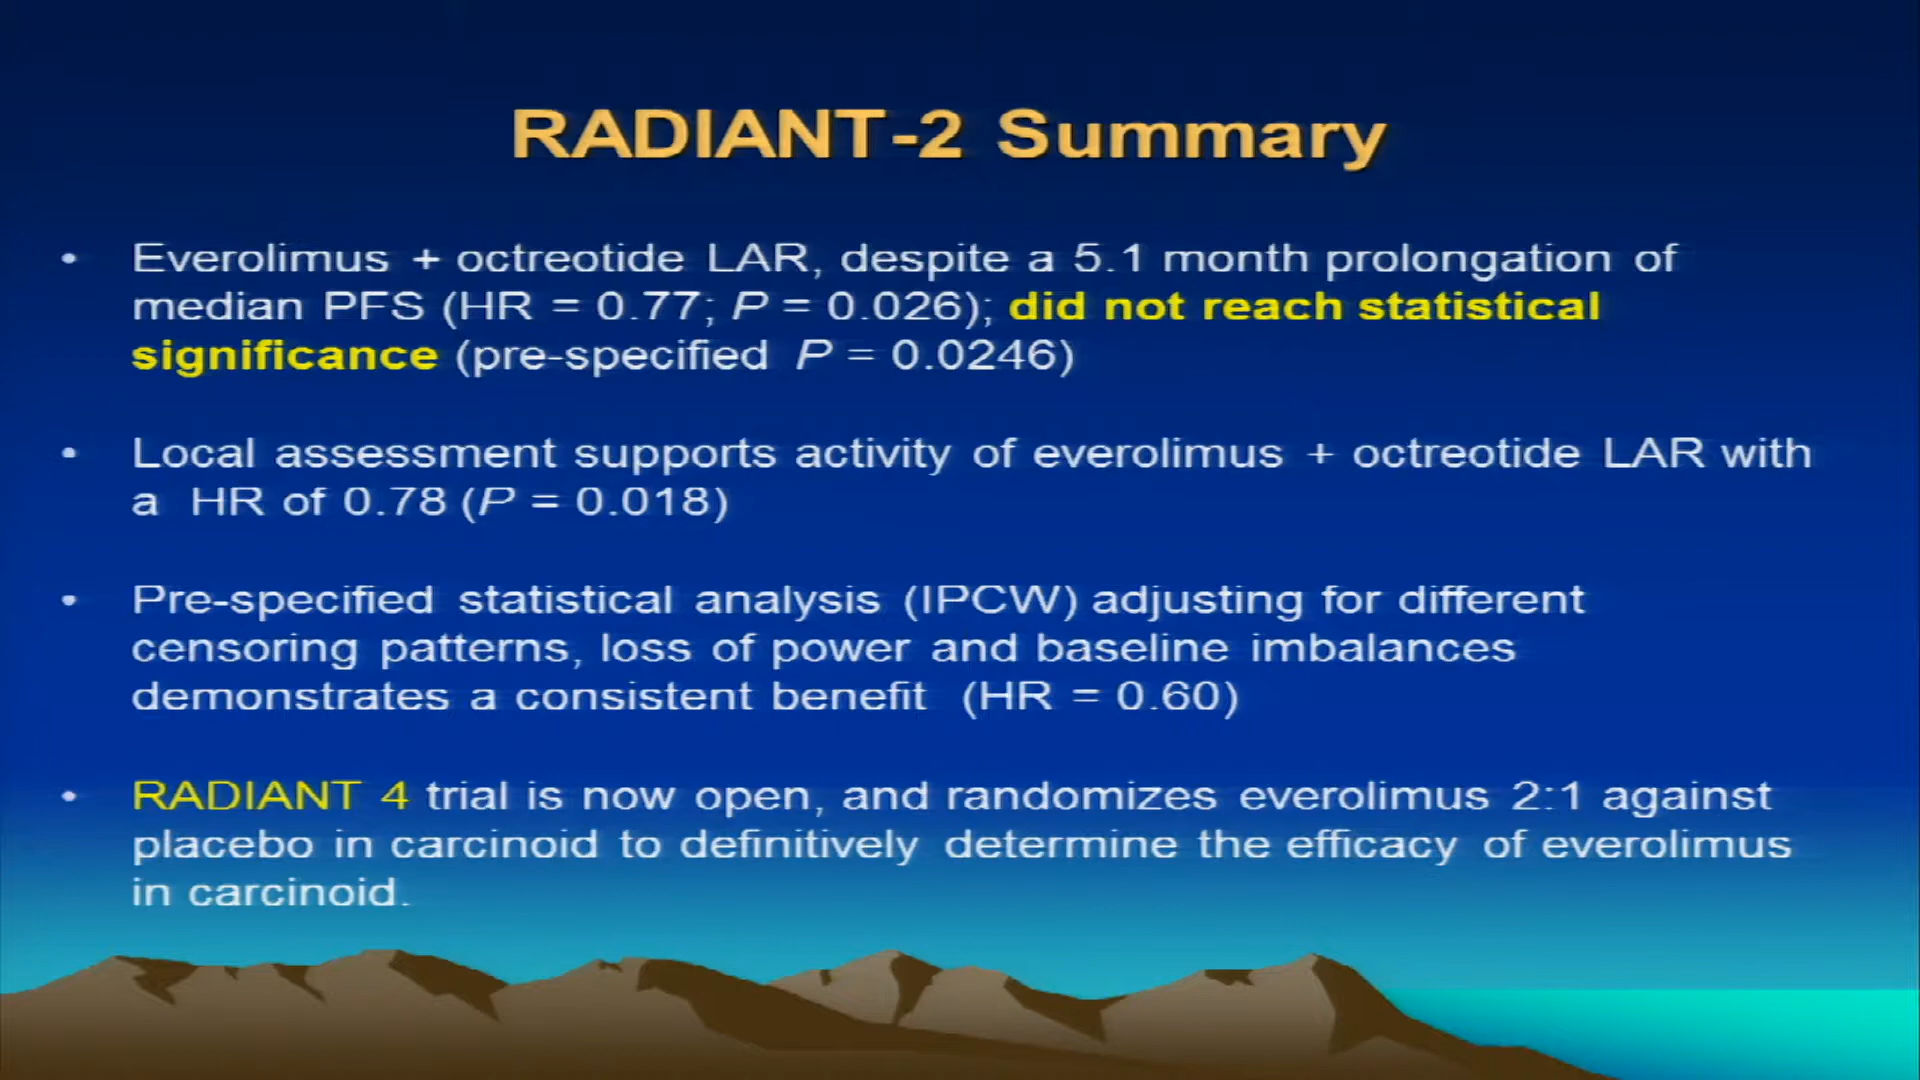 RADIANT-2 Summary
• Everolimus + octreotide LAR, despite a 5.1 month prolongation of
median PFS (HR = 0.77; P = 0.026); did not reach statistical
significance (pre-specified P = 0.0246)
• Local assessment supports activity of everolimus + octreotide LAR with
a HR of 0.78 (P = 0.018)
• Pre-specified statistical analysis (IPCW) adjusting for different
censoring patterns, loss of power and baseline imbalances
demonstrates a consistent benefit (HR = 0.60)
• RADIANT 4 trial is now open, and randomizes everolimus 2:1 against
placebo in carcinoid to definitively determine the efficacy of everolimus
in carcinoid.